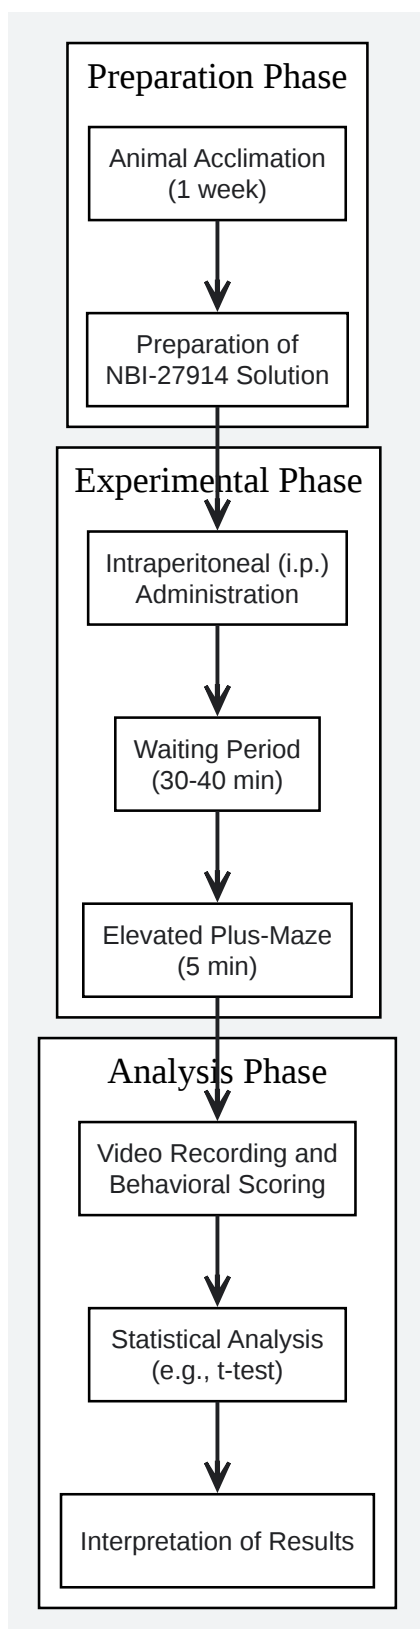 Preparation Phase
Animal Acclimation
(1 week)
Preparation of
NBI-27914 Solution
Experimental Phase
Intraperitoneal (i.p.)
Administration
Waiting Period
(30-40 min)
Elevated Plus-Maze
(5 min)
Analysis Phase
Video Recording and
Behavioral Scoring
Statistical Analysis
(e.g., t-test)
Interpretation of Results